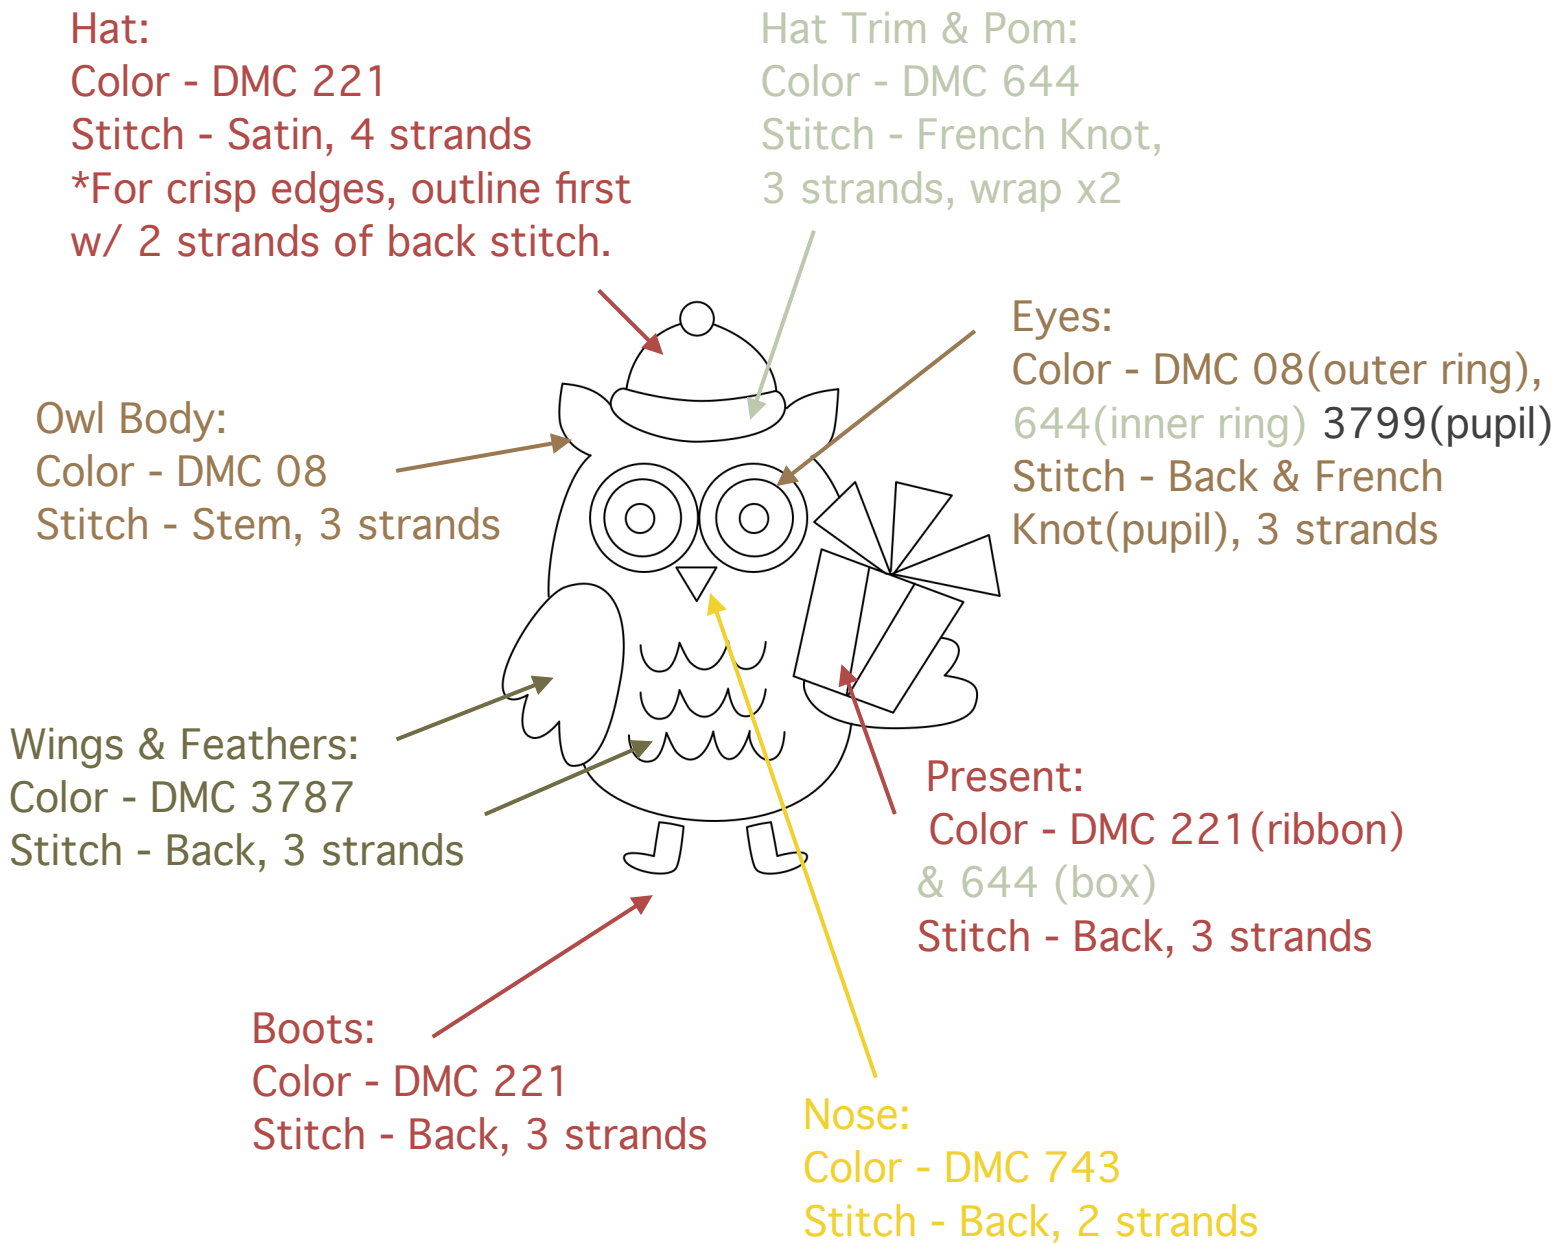 Hat:
Color - DMC 221
Stitch - Satin, 4 strands
*For crisp edges, outline first
w/ 2 strands of back stitch.
Hat Trim & Pom:
Color - DMC 644
Stitch - French Knot,
3 strands, wrap x2
Eyes:
Color - DMC 08(outer ring),
644(inner ring) 3799(pupil)
Stitch - Back & French
Knot(pupil), 3 strands
Owl Body:
Color - DMC 08
Stitch - Stem, 3 strands
Wings & Feathers:
Color - DMC 3787
Stitch - Back, 3 strands
Present:
Color - DMC 221(ribbon)
& 644 (box)
Stitch - Back, 3 strands
Boots:
Color - DMC 221
Stitch - Back, 3 strands
Nose:
Color - DMC 743
Stitch - Back, 2 strands